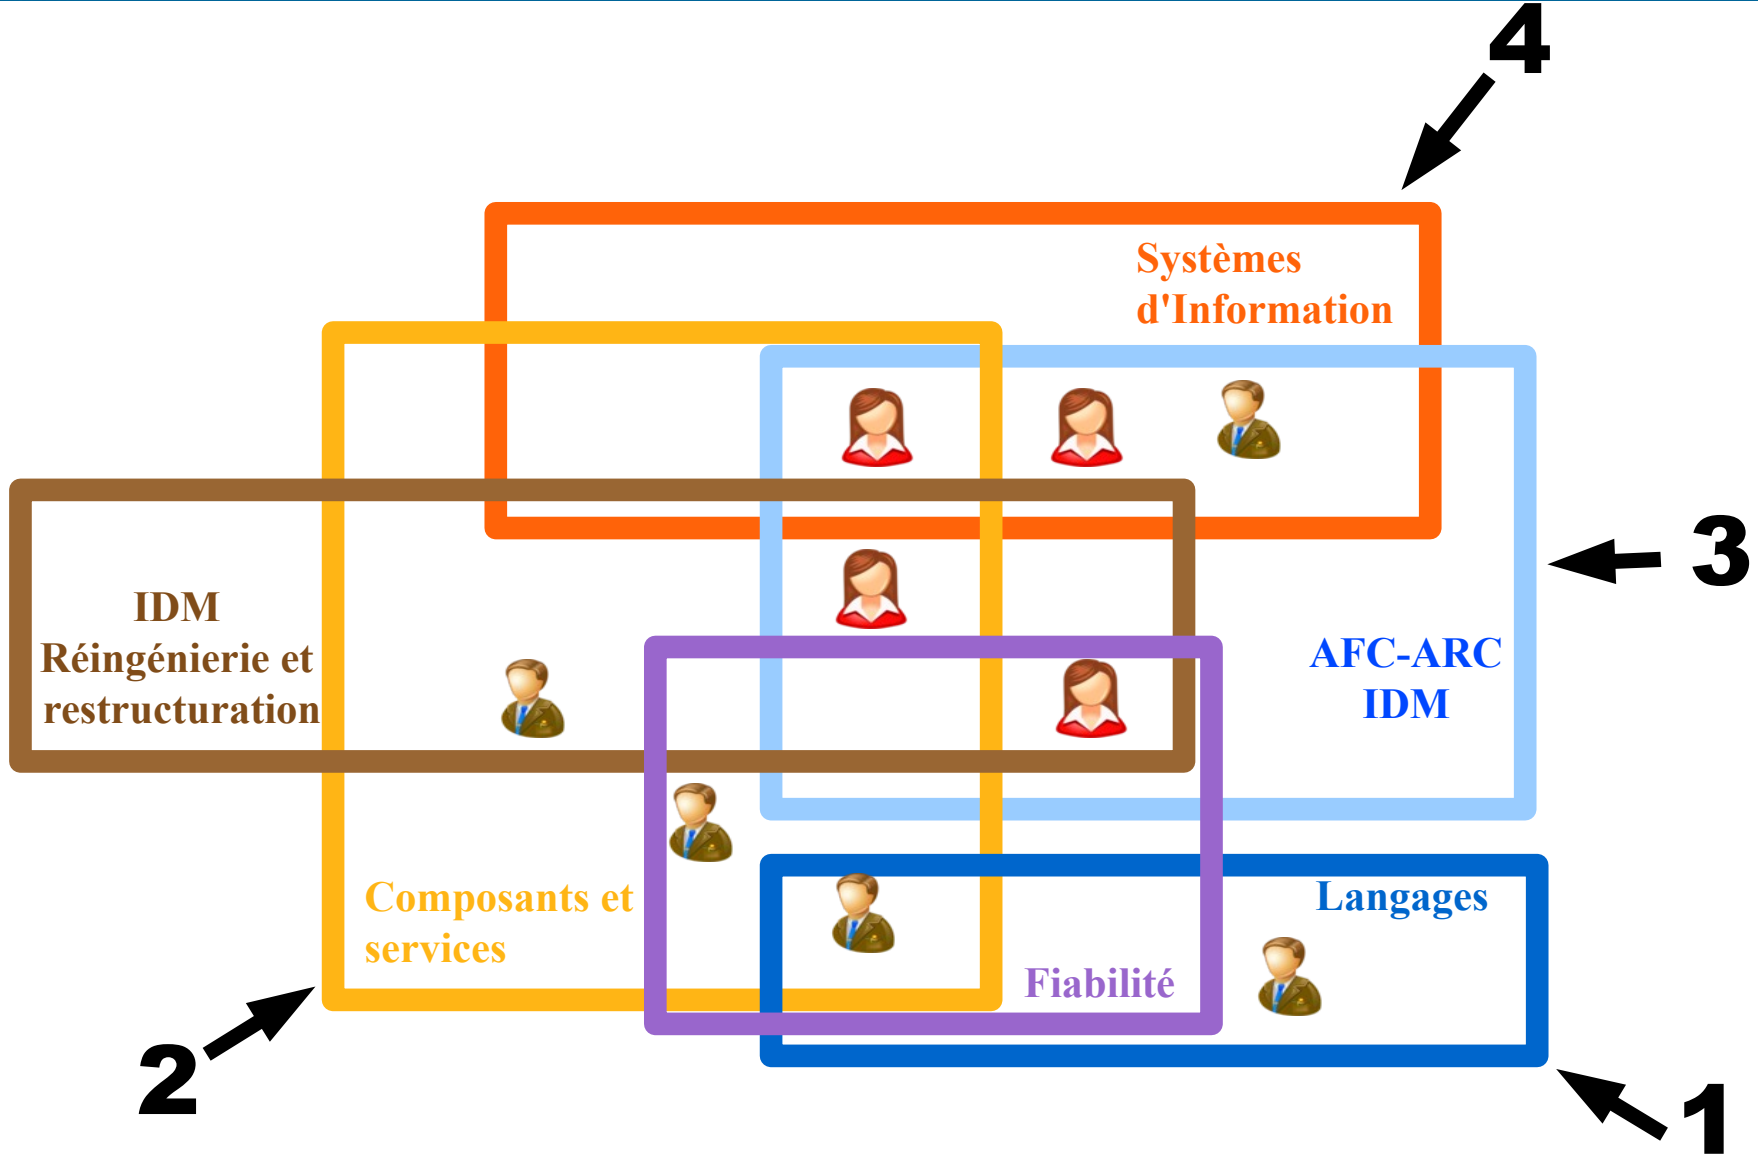 4
Systèmes
d'Information
3
IDM
Réingénierie et
restructuration
AFC-ARC
IDM
Composants et
services
Langages
Fiabilité
2
1